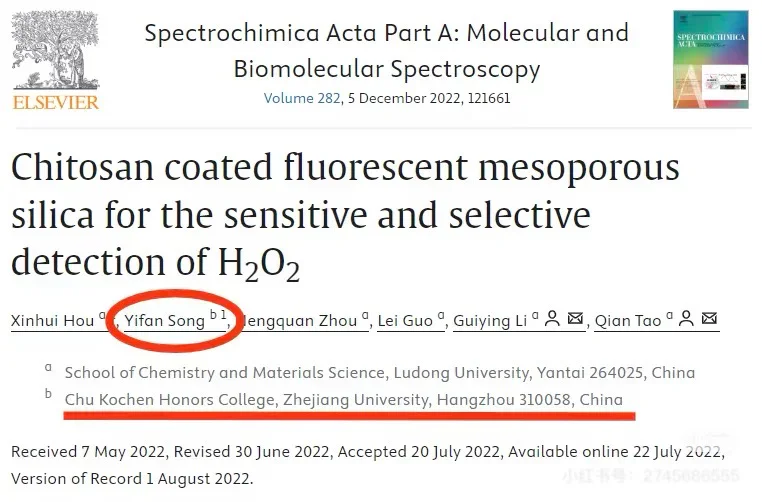 ELSEVIER
Spectrochimica Acta Part A: Molecular and
Biomolecular Spectroscopy
Volume 282, 5 December 2022, 121661
SPECTROCHIMICA
ACTA
A
Chitosan coated fluorescent mesoporous
silica for the sensitive and selective
detection of H₂O₂
Xinhui Hou ᵃ, Yifan Song ᵇ ¹, engquan Zhou ᵃ, Lei Guo ᵃ, Guiying Li ᵃ, Qian Tao ᵃ
a School of Chemistry and Materials Science, Ludong University, Yantai 264025, China
b Chu Kochen Honors College, Zhejiang University, Hangzhou 310058, China
Received 7 May 2022, Revised 30 June 2022, Accepted 20 July 2022, Available online 22 July 2022,
Version of Record 1 August 2022.
小红书号：2745686565